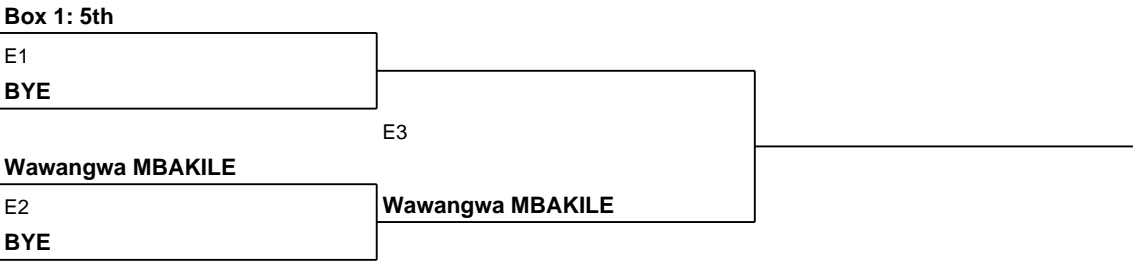 Box 1: 5th
E1
BYE
E3
Wawangwa MBAKILE
E2
Wawangwa MBAKILE
BYE